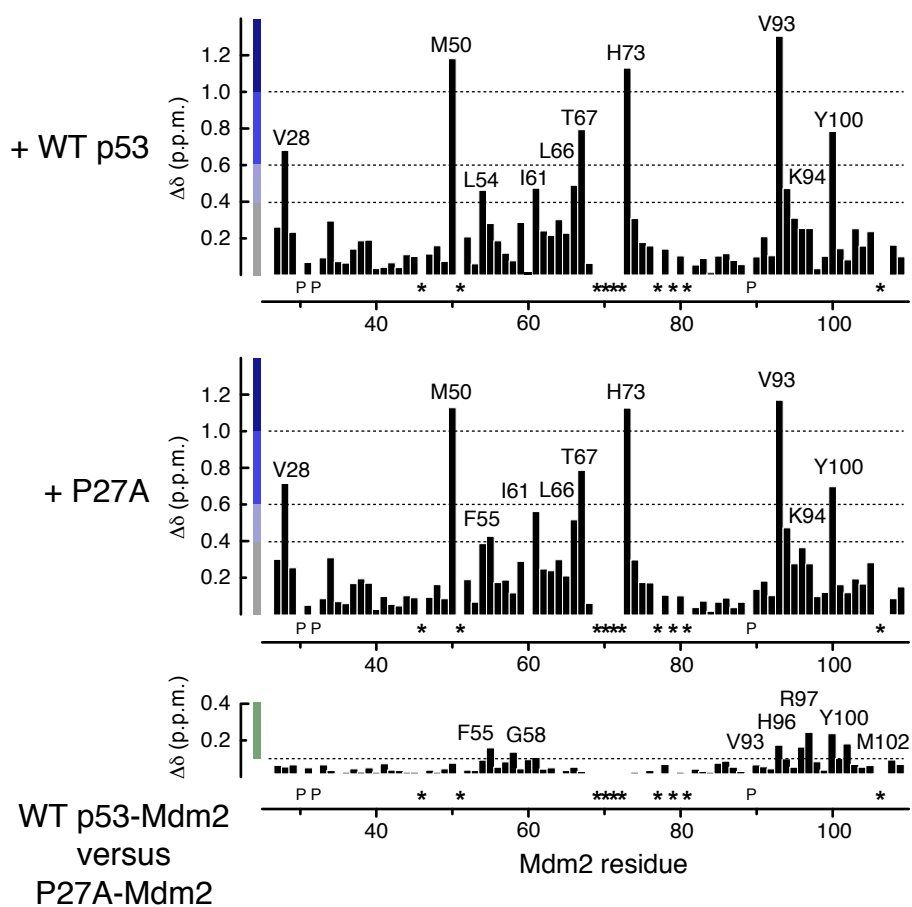 + WT p53
Δδ (p.p.m.)
1.2
1.0
0.8
0.6
0.4
0.2
V28
M50
L54
I61
L66
T67
H73
V93
K94
Y100
P P * * ***** * * * P *
40 60 80 100
+ P27A
Δδ (p.p.m.)
1.2
1.0
0.8
0.6
0.4
0.2
V28
M50
F55
I61
L66
T67
H73
V93
K94
Y100
P P * * ***** * * * P *
40 60 80 100
WT p53-Mdm2
versus
P27A-Mdm2
Δδ (p.p.m.)
0.4
0.2
F55
G58
V93
H96
R97
Y100
M102
P P * * ***** * * * P *
40 60 80 100
Mdm2 residue